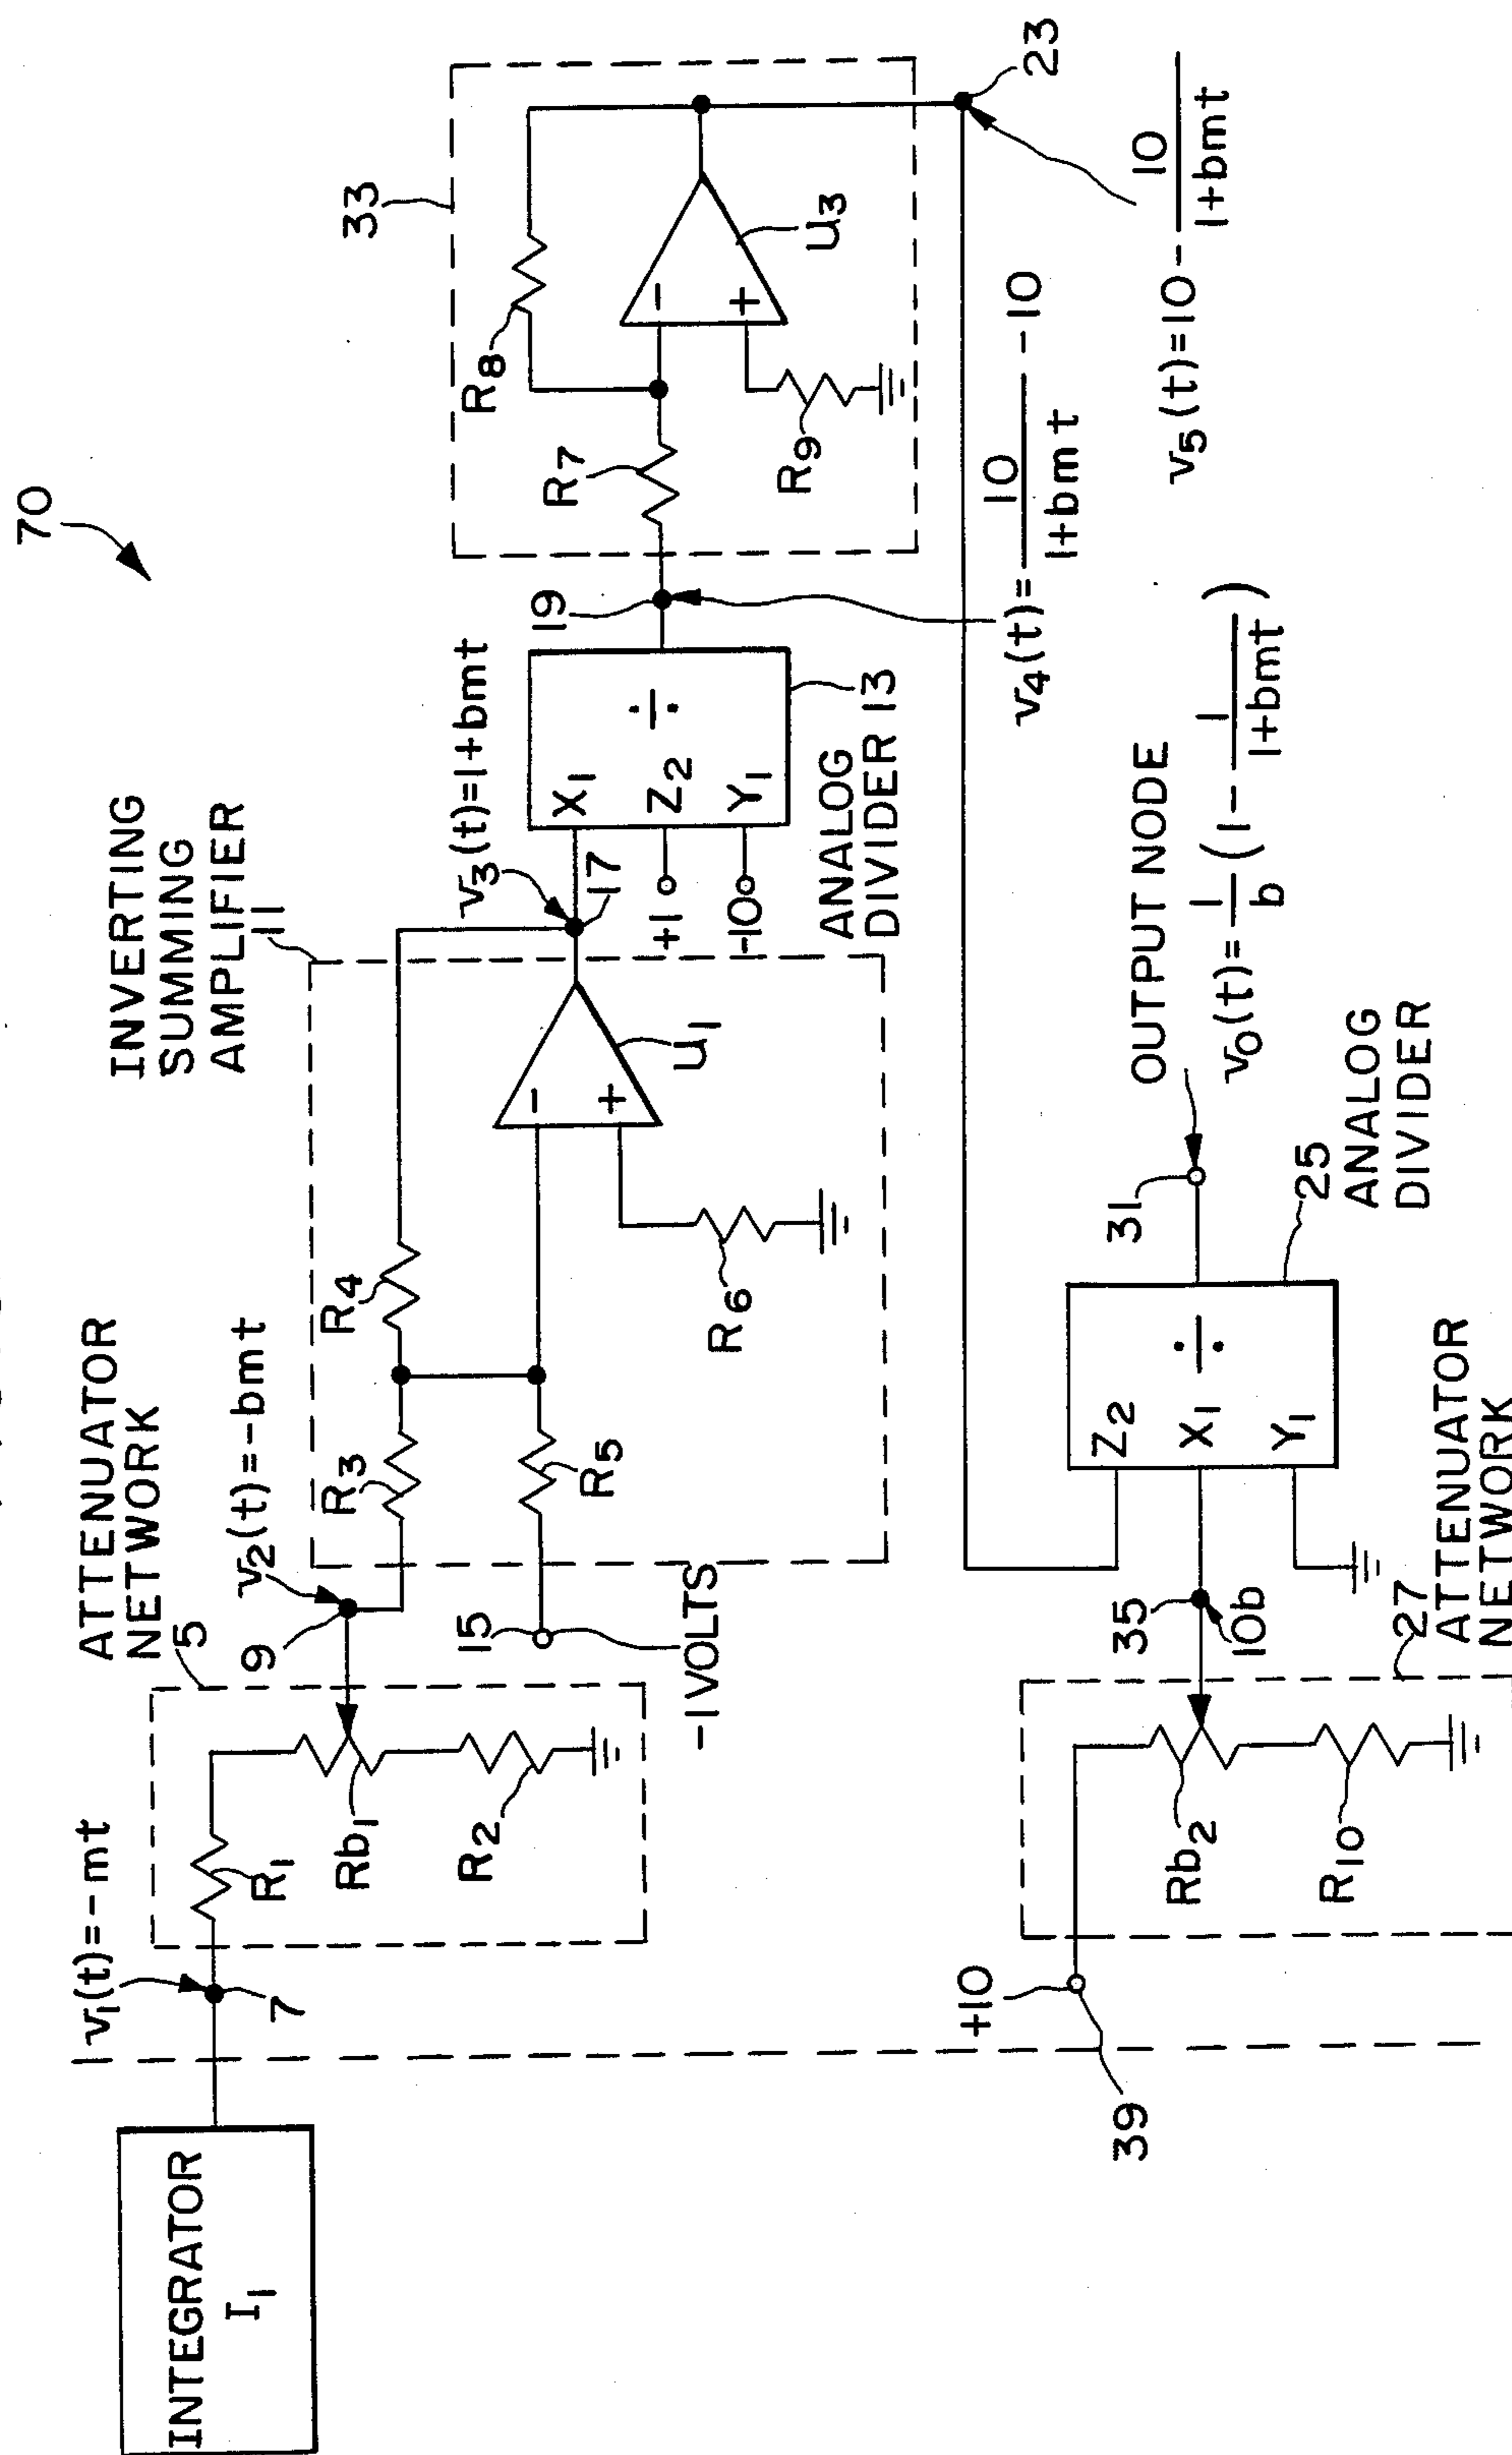 70
INVERTING
SUMMING
AMPLIFIER
11
33
ATTENUATOR
NETWORK
5
v1(t)=-mt
7
INTEGRATOR
I1
R1
Rb1
R2
9
v2(t)=-bmt
R3
R4
R5
15
-1 VOLTS
R6
U1
-
+
v3(t)=1+bmt
17
+1
-10
X1
Z2
Y1
÷
ANALOG
DIVIDER 13
19
v4(t)=10/(1+bmt) -10
R7
R8
R9
U3
-
+
23
v5(t)=10-10/(1+bmt)
+10
39
Rb2
R10
27
ATTENUATOR
NETWORK
35
10b
Z2
X1
Y1
÷
25
ANALOG
DIVIDER
31
OUTPUT NODE
v0(t)=1/b(1-1/(1+bmt))